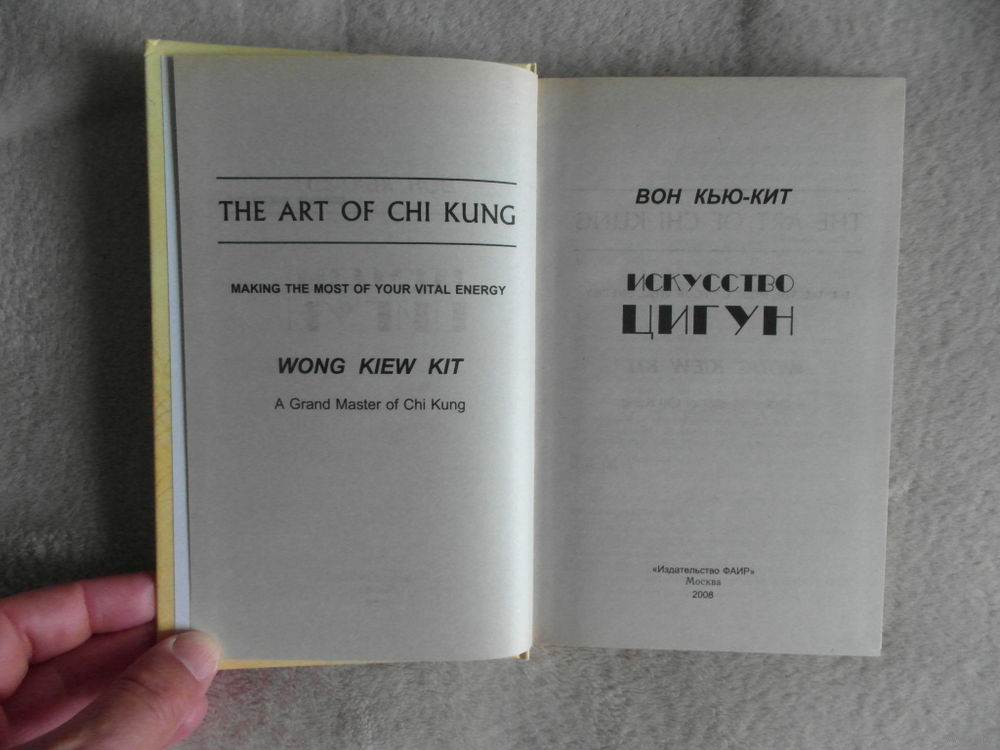 THE ART OF CHI KUNG
MAKING THE MOST OF YOUR VITAL ENERGY
WONG KIEW KIT
A Grand Master of Chi Kung
ВОН КЬЮ-КИТ
ИСКУССТВО
ЦИГУН
«Издательство ФАИР»
Москва
2008